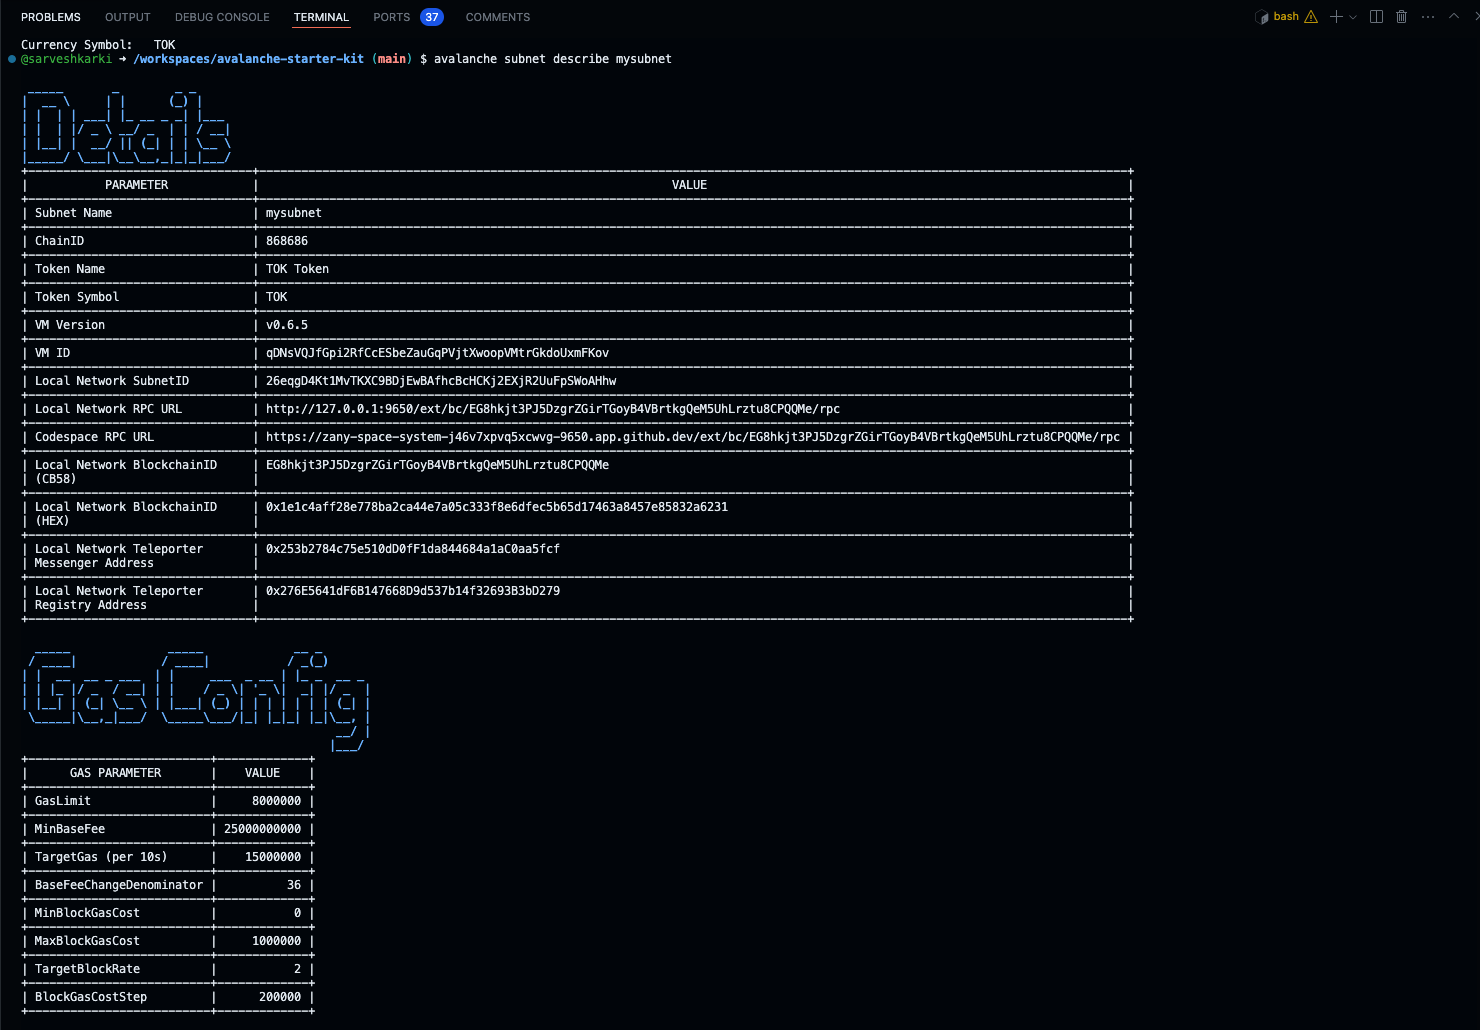 PROBLEMS OUTPUT DEBUG CONSOLE TERMINAL PORTS 37 COMMENTS bash
Currency Symbol: TOK
@sarveshkarki ➜ /workspaces/avalanche-starter-kit (main) $ avalanche subnet describe mysubnet
Details
PARAMETER VALUE
Subnet Name mysubnet
ChainID 868686
Token Name TOK Token
Token Symbol TOK
VM Version v0.6.5
VM ID qDNsVQJfGpi2RfCcESbeZauGqPVjtXwoopVMtrGkdoUxmFKov
Local Network SubnetID 26eqgD4Kt1MvTKXC9BDjEwBAfhcBcHCKj2EXjR2UuFpSWoAHhw
Local Network RPC URL http://127.0.0.1:9650/ext/bc/EG8hkjt3PJ5DzgrZGirTGoyB4VBrtkgQeM5UhLrztu8CPQQMe/rpc
Codespace RPC URL https://zany-space-system-j46v7xpvq5xcwvg-9650.app.github.dev/ext/bc/EG8hkjt3PJ5DzgrZGirTGoyB4VBrtkgQeM5UhLrztu8CPQQMe/rpc
Local Network BlockchainID EG8hkjt3PJ5DzgrZGirTGoyB4VBrtkgQeM5UhLrztu8CPQQMe
(CB58)
Local Network BlockchainID 0x1e1c4aff28e778ba2ca44e7a05c333f8e6dfec5b65d17463a8457e85832a6231
(HEX)
Local Network Teleporter 0x253b2784c75e510dD0fF1da844684a1aC0aa5fcf
Messenger Address
Local Network Teleporter 0x276E5641dF6B147668D9d537b14f32693B3bD279
Registry Address
Gas Config
GAS PARAMETER VALUE
GasLimit 8000000
MinBaseFee 25000000000
TargetGas (per 10s) 15000000
BaseFeeChangeDenominator 36
MinBlockGasCost 0
MaxBlockGasCost 1000000
TargetBlockRate 2
BlockGasCostStep 200000